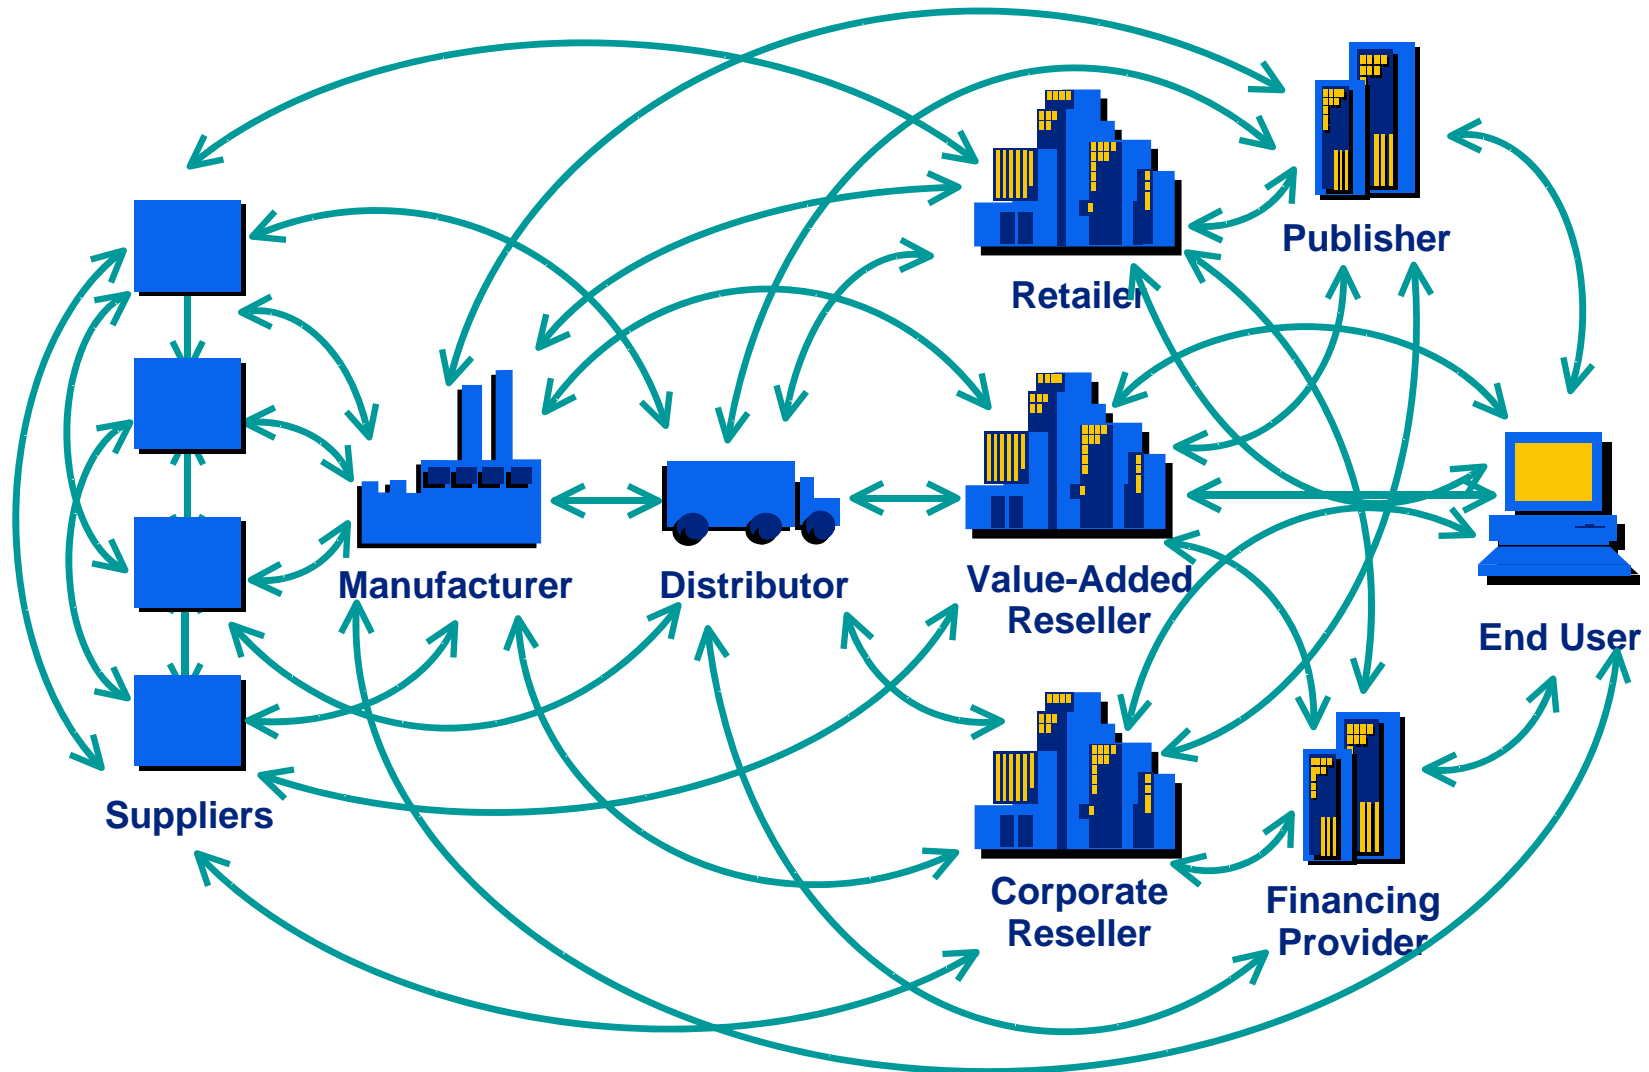 Publisher
Retailer
Manufacturer
Distributor
Value-Added
Reseller
End User
Suppliers
Corporate
Reseller
Financing
Provider